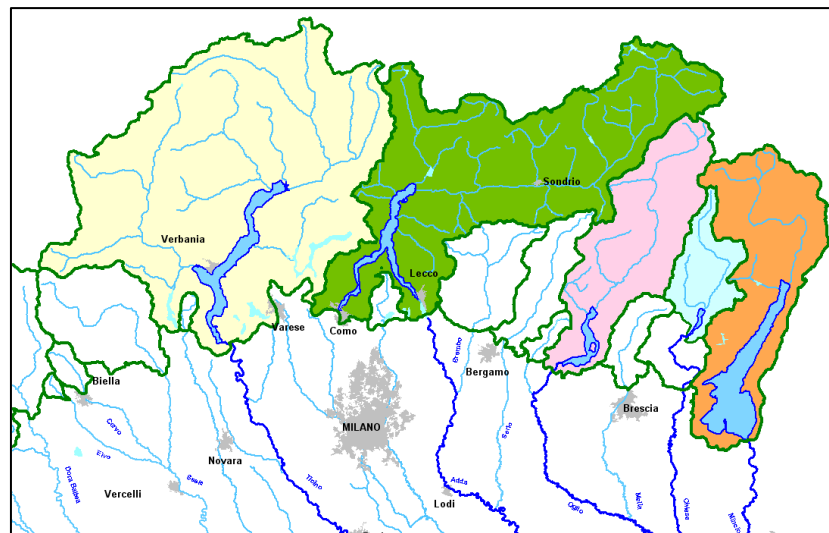 Sondrio
Verbania
Lecco
Varese
Como
Brembo
Bergamo
Biella
Brescia
Cervo
MILANO
Serio
Elvo
Novara
Dora Baltea
Sesia
Ticino
Vercelli
Adda
Lodi
Oglio
Mella
Chiese
Mincio